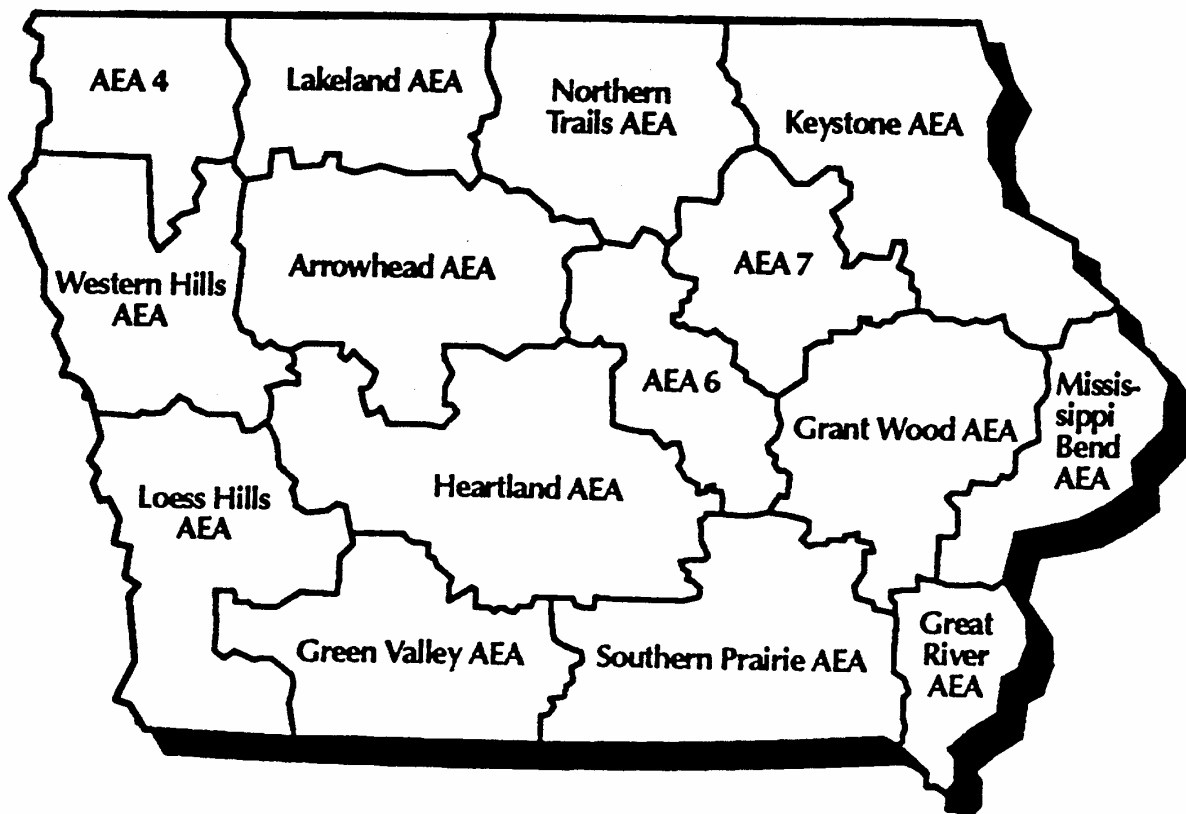 AEA 4
Lakeland AEA
Northern
Trails AEA
Keystone AEA
Western Hills
AEA
Arrowhead AEA
AEA 7
AEA 6
Missis-
sippi
Bend
AEA
Grant Wood AEA
Loess Hills
AEA
Heartland AEA
Green Valley AEA
Southern Prairie AEA
Great
River
AEA